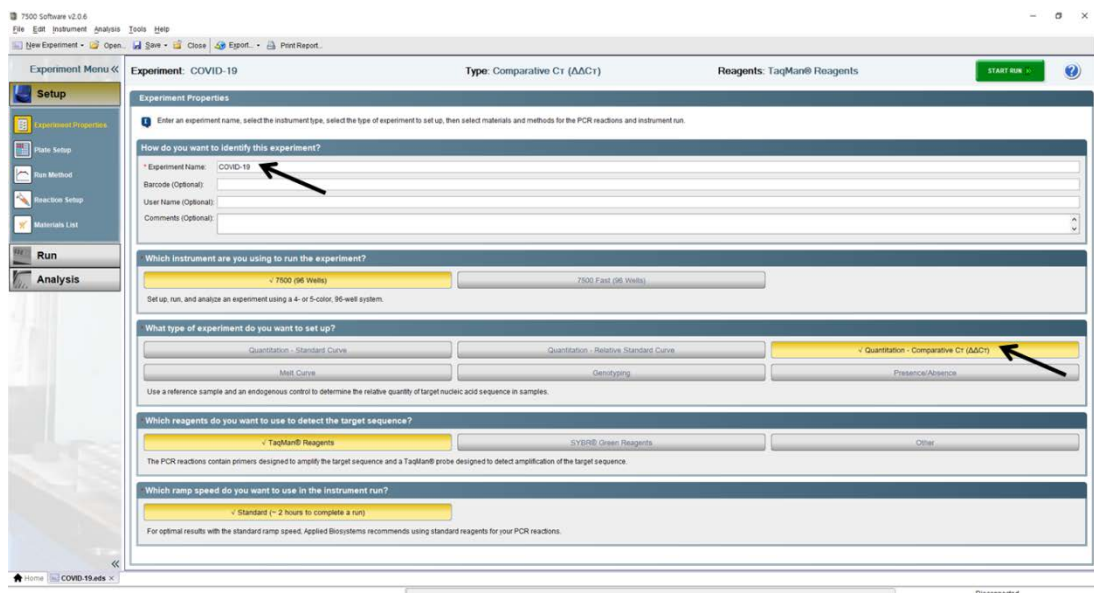 7500 Software v2.0.6
File Edit Instrument Analysis Tools Help
New Experiment Open... Save Close Export... Print Report...
Experiment Menu «
Experiment: COVID-19 Type: Comparative CT (ΔΔCT) Reagents: TaqMan® Reagents START RUN
Setup
Experiment Properties
Plate Setup
Run Method
Reaction Setup
Materials List
Run
Analysis
Experiment Properties
Enter an experiment name, select the instrument type, select the type of experiment to set up, then select materials and methods for the PCR reactions and instrument run.
How do you want to identify this experiment?
* Experiment Name: COVID-19
Barcode (Optional):
User Name (Optional):
Comments (Optional):
Which instrument are you using to run the experiment?
√ 7500 (96 Wells) 7500 Fast (96 Wells)
Set up, run, and analyze an experiment using a 4- or 5-color, 96-well system.
What type of experiment do you want to set up?
Quantitation - Standard Curve Quantitation - Relative Standard Curve √ Quantitation - Comparative CT (ΔΔCT)
Melt Curve Genotyping Presence/Absence
Use a reference sample and an endogenous control to determine the relative quantity of target nucleic acid sequence in samples.
Which reagents do you want to use to detect the target sequence?
√ TaqMan® Reagents SYBR® Green Reagents Other
The PCR reactions contain primers designed to amplify the target sequence and a TaqMan® probe designed to detect amplification of the target sequence.
Which ramp speed do you want to use in the instrument run?
√ Standard (~ 2 hours to complete a run)
For optimal results with the standard ramp speed, Applied Biosystems recommends using standard reagents for your PCR reactions.
«
Home COVID-19.eds ×
Disconnected